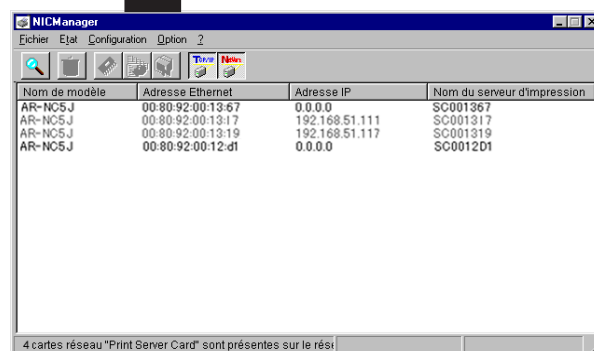 NICManager
Fichier Etat Configuration Option ?
TCP/IP NetWare
Nom de modèle Adresse Ethernet Adresse IP Nom du serveur d'impression
AR-NC5J 00:80:92:00:13:67 0.0.0.0 SC001367
AR-NC5J 00:80:92:00:13:17 192.168.51.111 SC001317
AR-NC5J 00:80:92:00:13:19 192.168.51.117 SC001319
AR-NC5J 00:80:92:00:12:d1 0.0.0.0 SC0012D1
4 cartes réseau "Print Server Card" sont présentes sur le rése